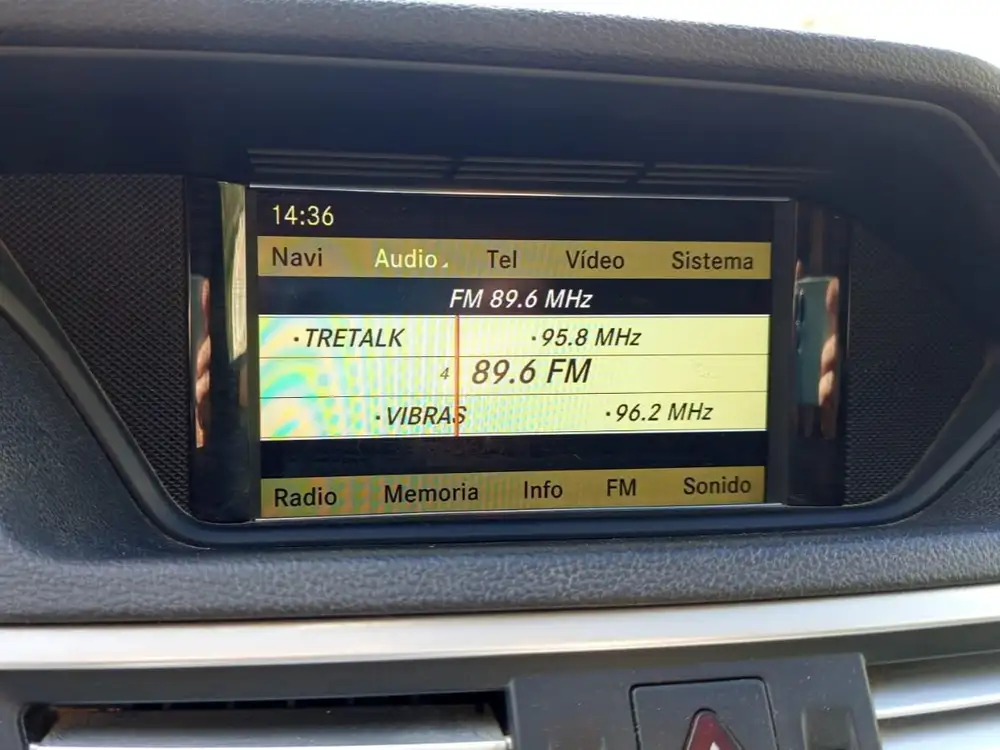 14:36
Navi Audio Tel Vídeo Sistema
FM 89.6 MHz
·TRETALK ·95.8 MHz
4 89.6 FM
·VIBRAS ·96.2 MHz
Radio Memoria Info FM Sonido